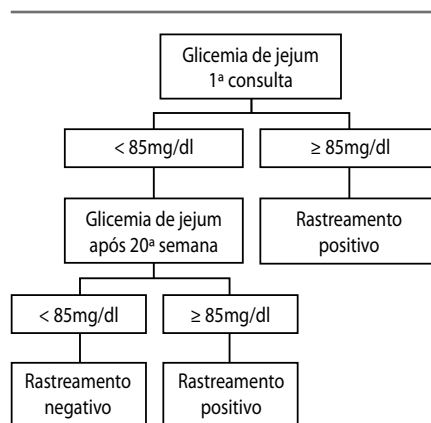 Glicemia de jejum
1ª consulta
< 85mg/dl
≥ 85mg/dl
Glicemia de jejum
após 20ª semana
Rastreamento
positivo
< 85mg/dl
≥ 85mg/dl
Rastreamento
negativo
Rastreamento
positivo